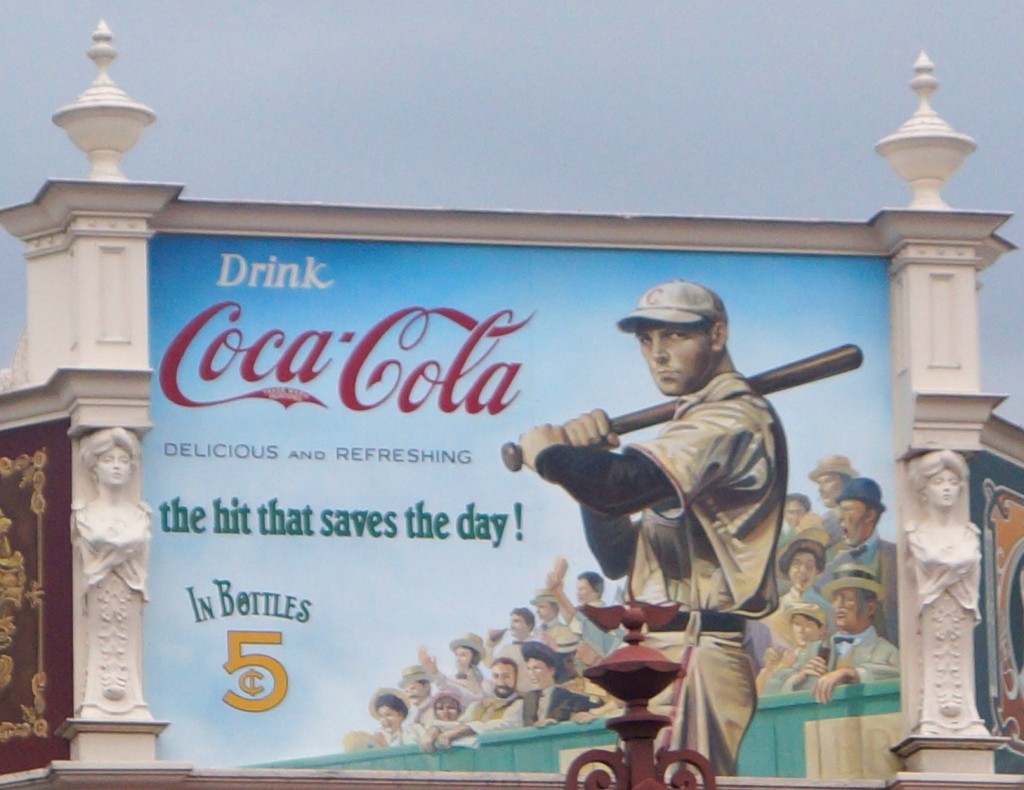 Drink
Coca-Cola
DELICIOUS AND REFRESHING
the hit that saves the day!
IN BOTTLES
5¢
C